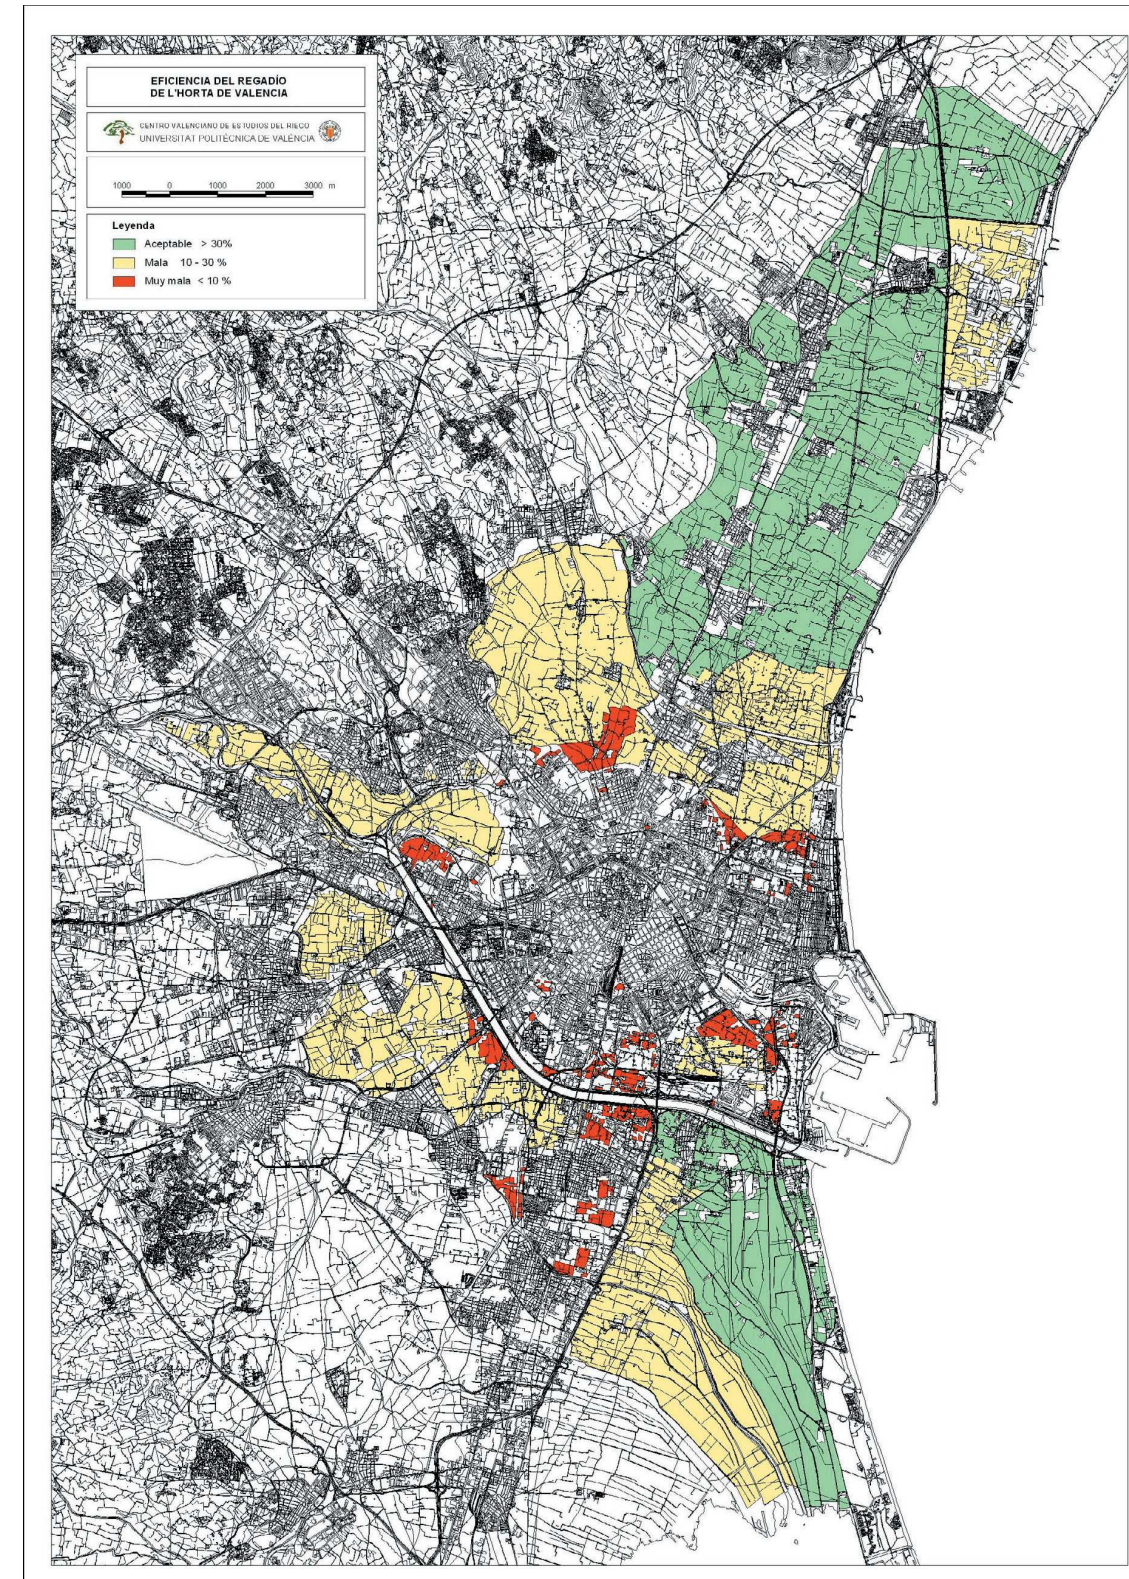 EFICIENCIA DEL REGADÍO
DE L'HORTA DE VALENCIA
CENTRO VALENCIANO DE ESTUDIOS DEL RIEGO
UNIVERSITAT POLITÉCNICA DE VALÈNCIA
1000 0 1000 2000 3000 m
Leyenda
Aceptable > 30%
Mala 10 - 30 %
Muy mala < 10 %